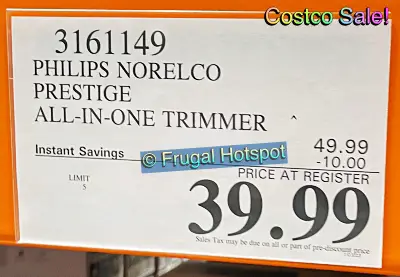 Costco Sale!
3161149
PHILIPS NORELCO
PRESTIGE
ALL-IN-ONE TRIMMER
49.99
Instant Savings -10.00
© Frugal Hotspot
PRICE AT REGISTER
LIMIT
5
39.99
Sales Tax may be due on all or part of pre-discount price